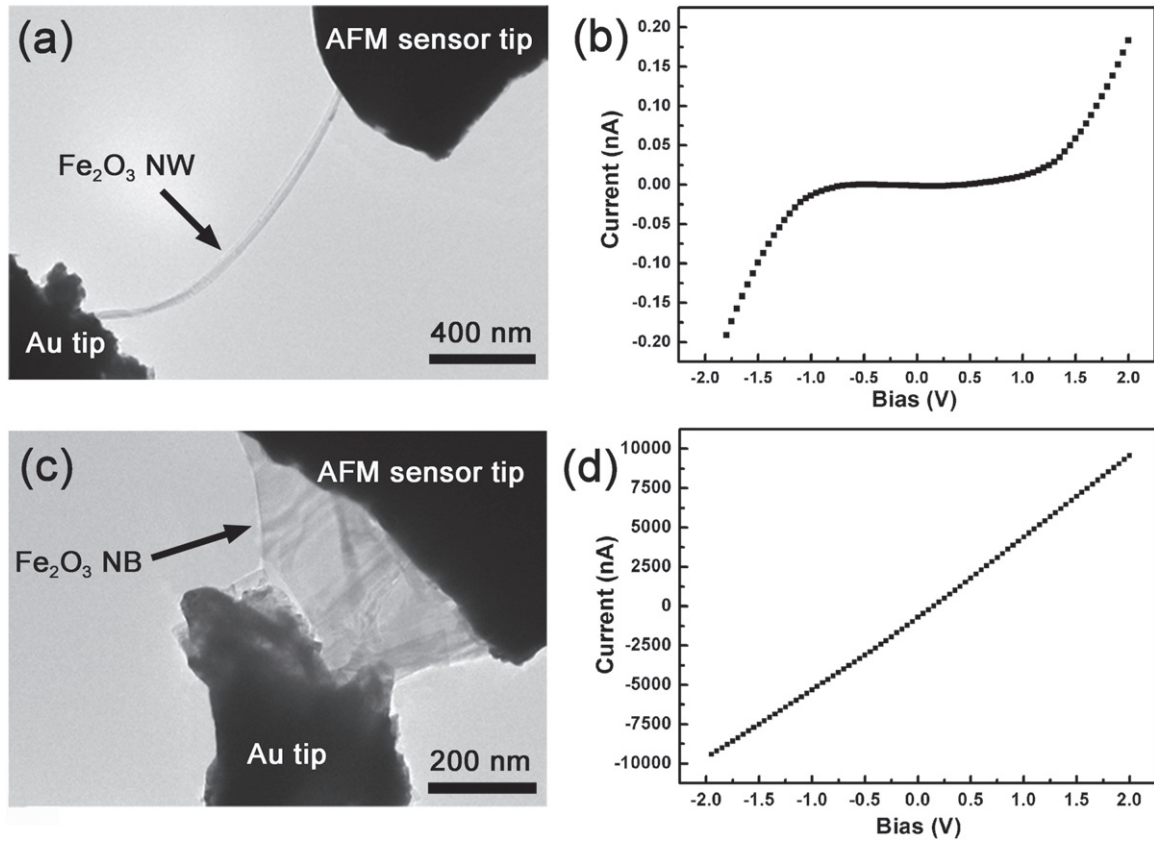 (a)
AFM sensor tip
Fe₂O₃ NW
Au tip
400 nm
(b)
0.20
0.15
0.10
0.05
0.00
-0.05
-0.10
-0.15
-0.20
Current (nA)
-2.0 -1.5 -1.0 -0.5 0.0 0.5 1.0 1.5 2.0
Bias (V)
(c)
AFM sensor tip
Fe₂O₃ NB
Au tip
200 nm
(d)
10000
7500
5000
2500
0
-2500
-5000
-7500
-10000
Current (nA)
-2.0 -1.5 -1.0 -0.5 0.0 0.5 1.0 1.5 2.0
Bias (V)